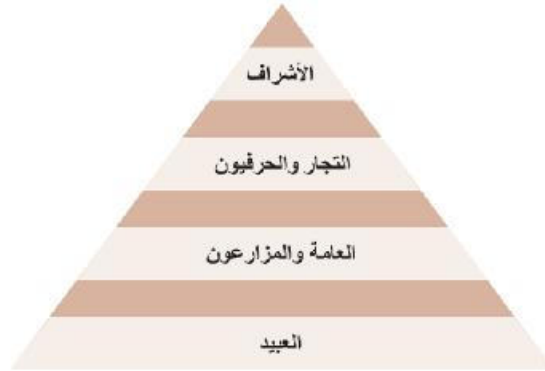 الأشراف
التجار والحرفيون
العامة والمزارعون
العبيد